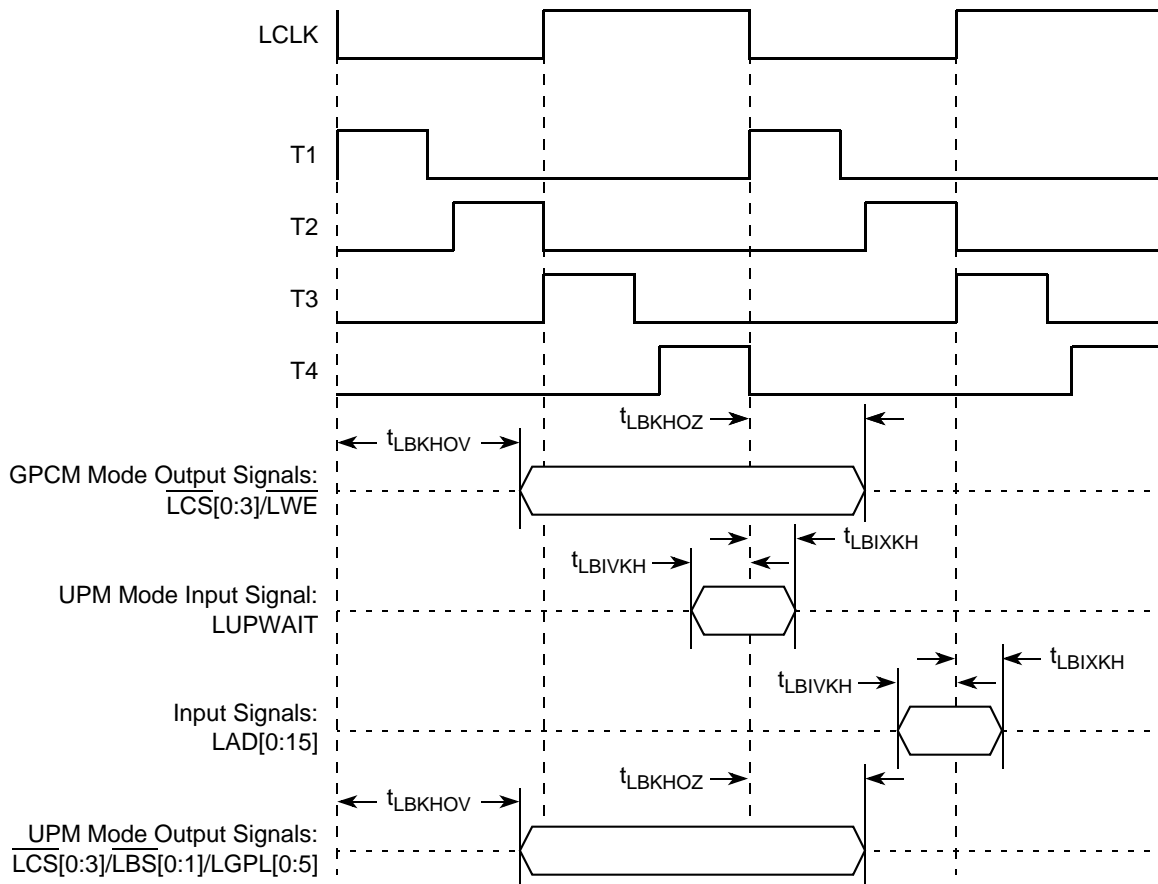 LCLK
T1
T2
T3
T4
tLBKHOZ
tLBKHOV
GPCM Mode Output Signals:
LCS[0:3]/LWE
tLBIXKH
tLBIVKH
UPM Mode Input Signal:
LUPWAIT
tLBIXKH
tLBIVKH
Input Signals:
LAD[0:15]
tLBKHOZ
tLBKHOV
UPM Mode Output Signals:
LCS[0:3]/LBS[0:1]/LGPL[0:5]